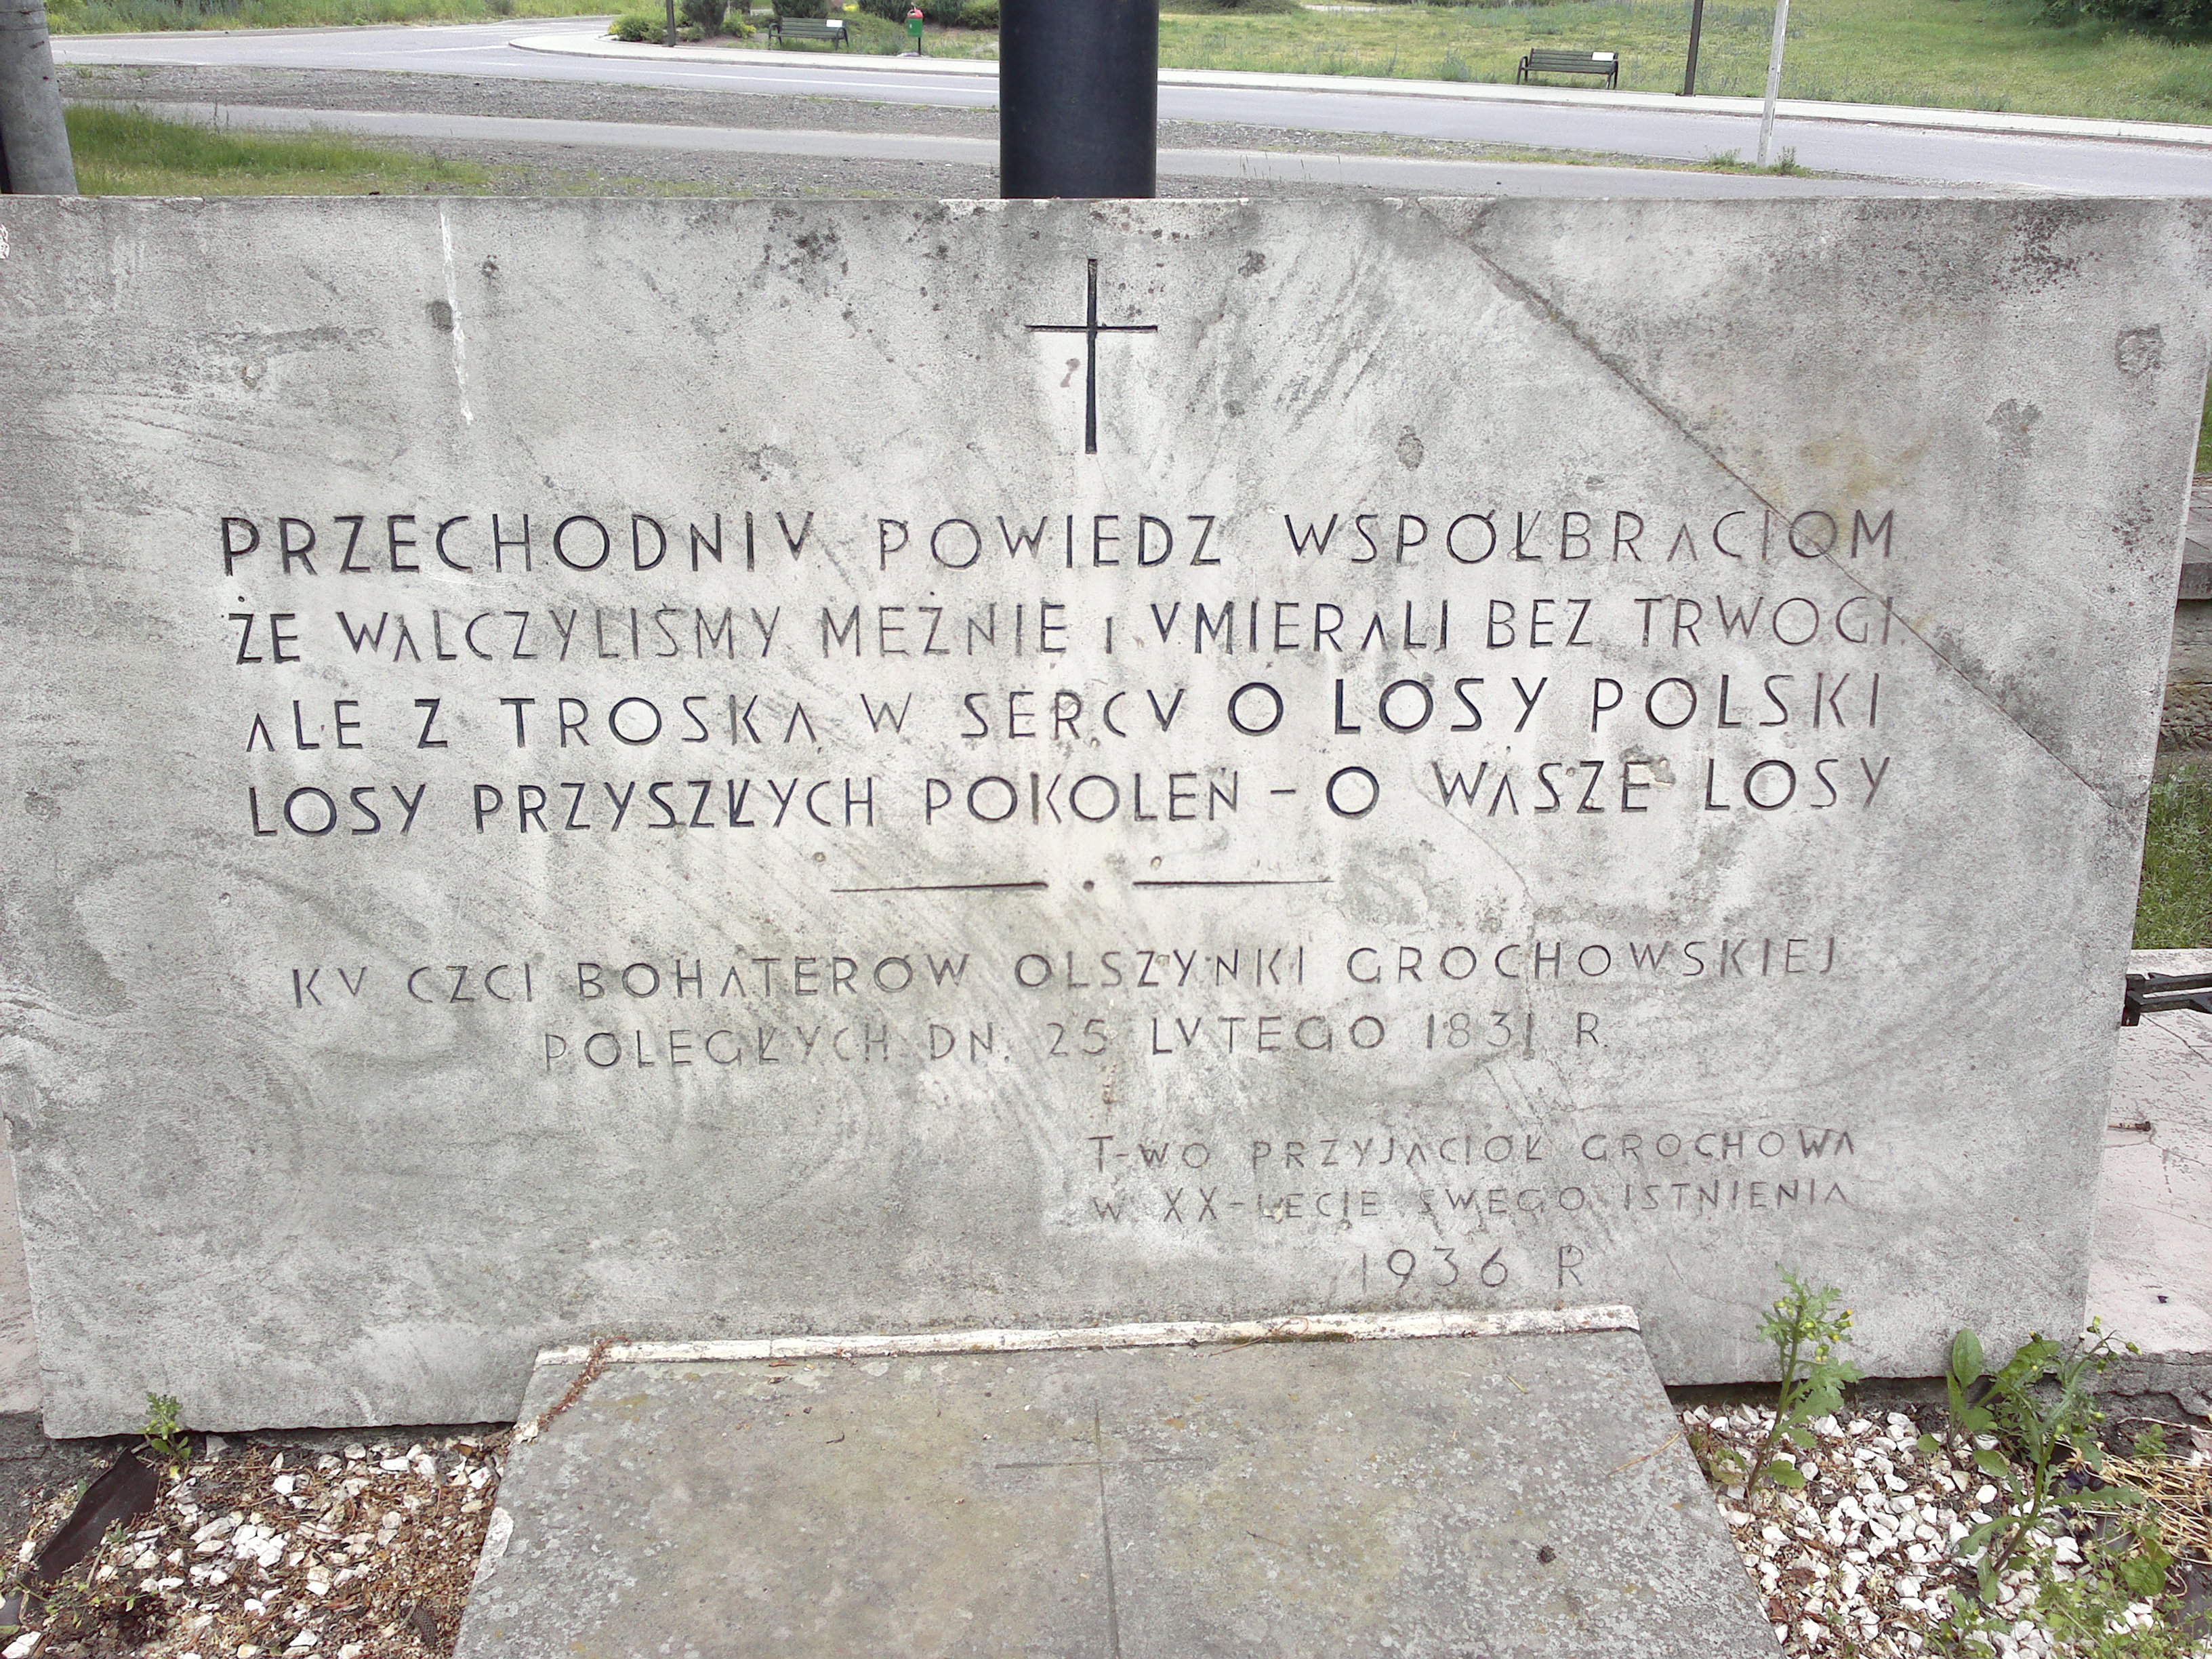 PRZECHODNIV POWIEDZ WSPÓŁBRACIOM
ŻE WALCZYLIŚMY MĘŻNIE I VMIERALI BEZ TRWOGI
ALE Z TROSKĄ W SERCV O LOSY POLSKI
LOSY PRZYSZŁYCH POKOLEŃ – O WASZE LOSY
KV CZCI BOHATERÓW OLSZYNKI GROCHOWSKIEJ
POLEGŁYCH DN. 25 LVTEGO 1831 R.
T-WO PRZYJACIÓŁ GROCHOWA
W XX-LECIE SWEGO ISTNIENIA
1936 R